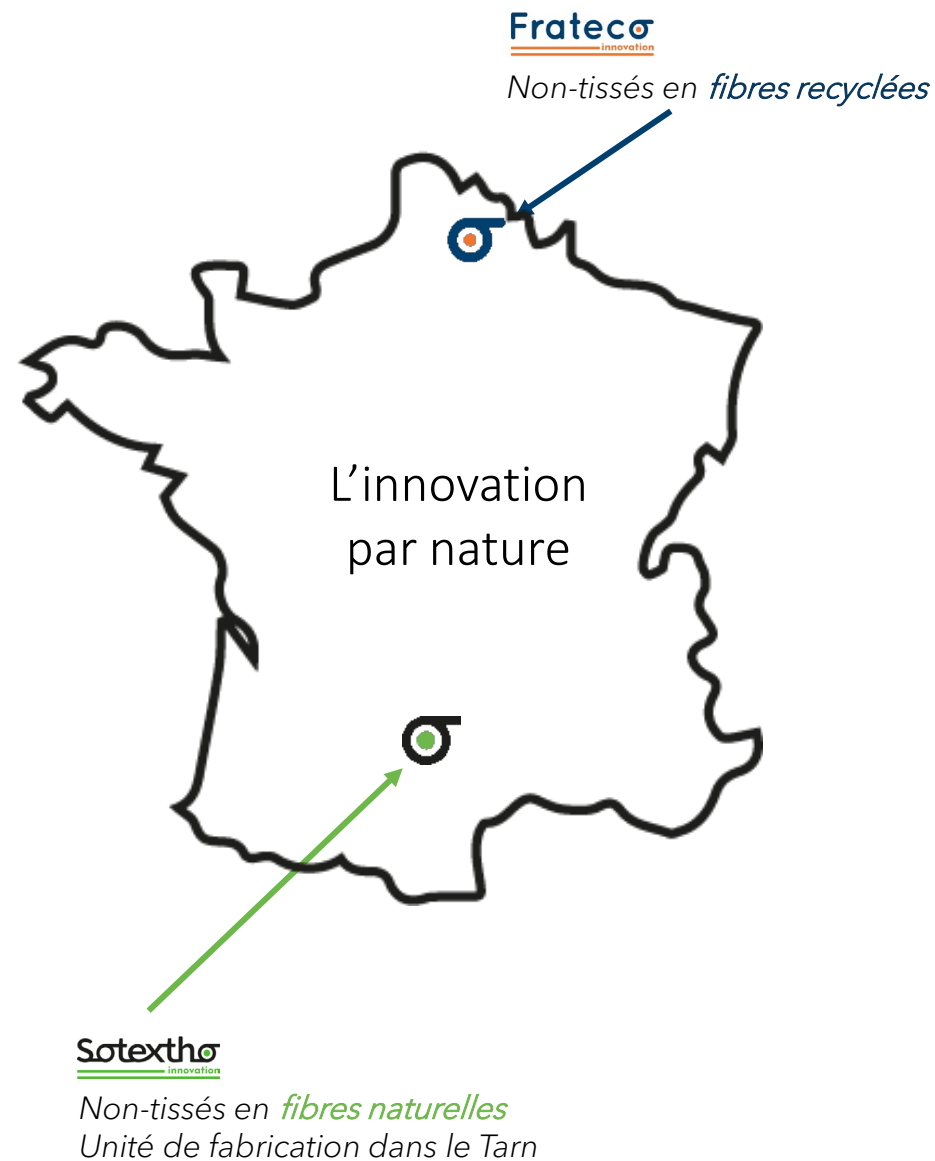 Frateco
innovation
Non-tissés en fibres recyclées
L’innovation
par nature
Sotextho
innovation
Non-tissés en fibres naturelles
Unité de fabrication dans le Tarn